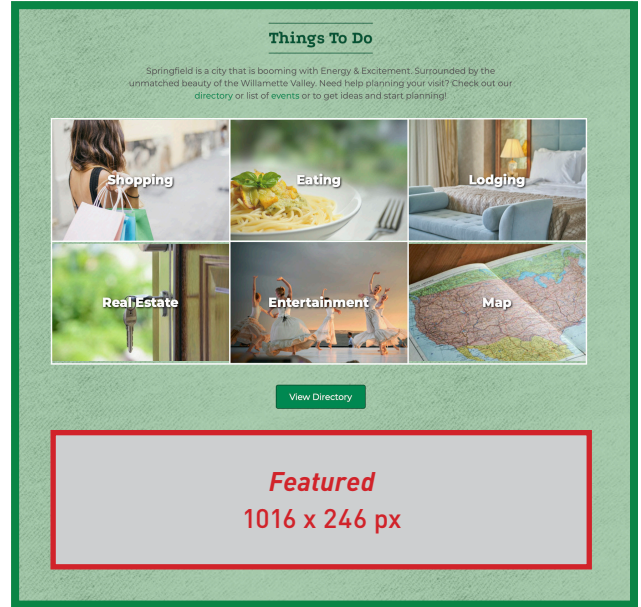 Things To Do
Springfield is a city that is booming with Energy & Excitement. Surrounded by the
unmatched beauty of the Willamette Valley. Need help planning your visit? Check out our
directory or list of events or to get ideas and start planning!
Shopping
Eating
Lodging
Real Estate
Entertainment
Map
View Directory
Featured
1016 x 246 px